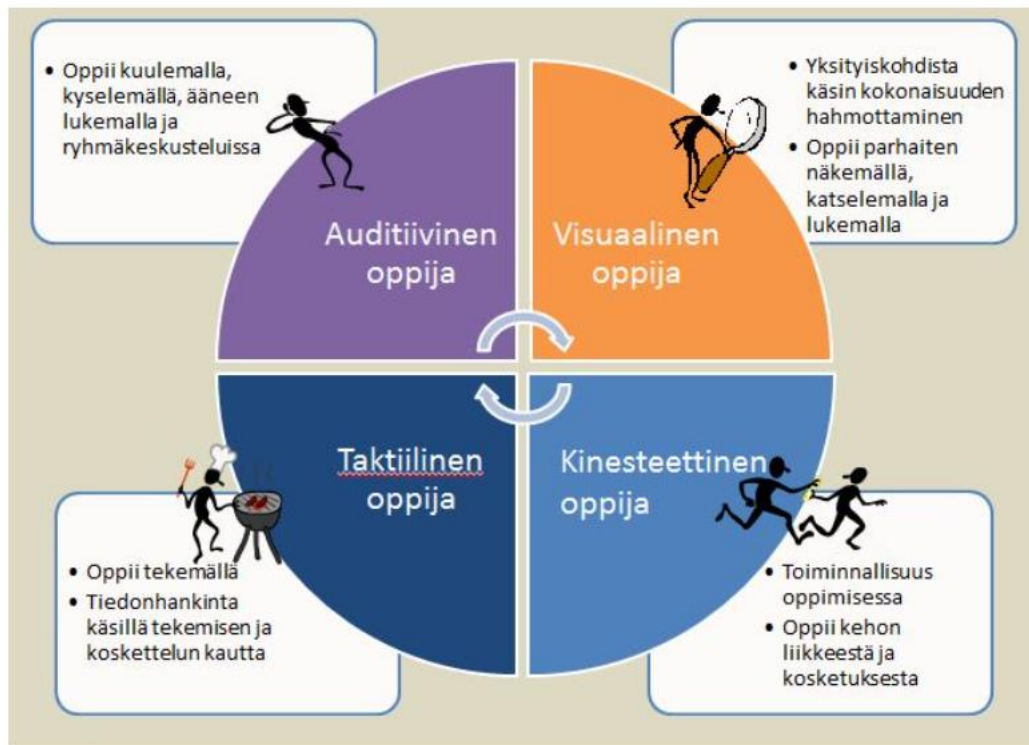 • Oppii kuulemalla,
kyselemällä, ääneen
lukemalla ja
ryhmäkeskusteluissa
Auditiivinen
oppija
• Yksityiskohdista
käsin kokonaisuuden
hahmottaminen
• Oppii parhaiten
näkemällä,
katselemalla ja
lukemalla
Visuaalinen
oppija
Taktiilinen
oppija
• Oppii tekemällä
• Tiedonhankinta
käsillä tekemisen ja
koskettelun kautta
Kinesteettinen
oppija
• Toiminnallisuus
oppimisessa
• Oppii kehon
liikkeestä ja
kosketuksesta